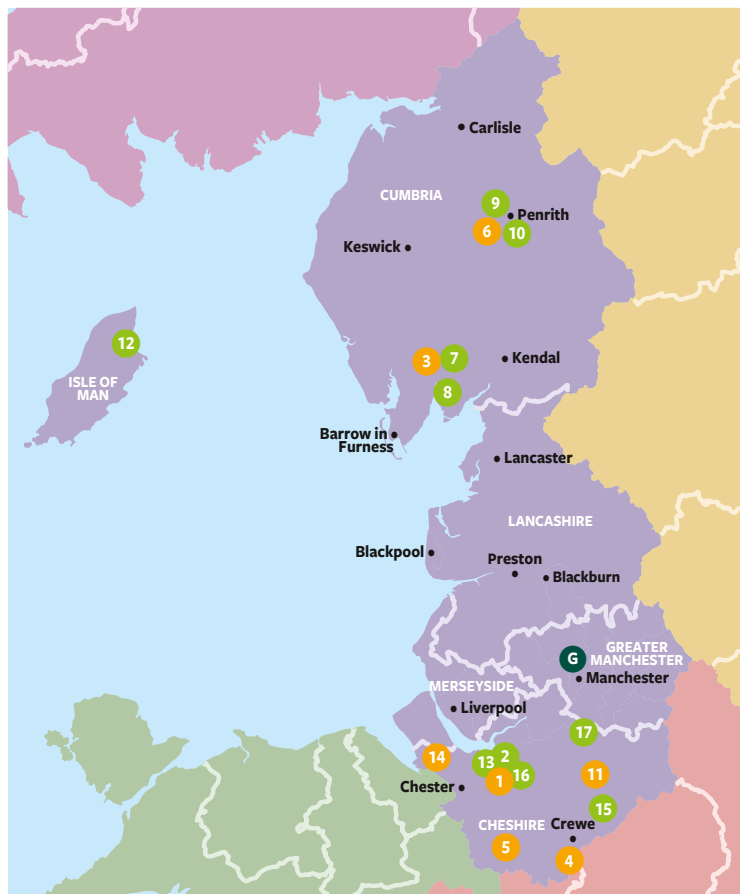 Carlisle
CUMBRIA
9
Penrith
6
10
Keswick
12
3
7
Kendal
ISLE OF
MAN
8
Barrow in
Furness
Lancaster
LANCASHIRE
Blackpool
Preston
Blackburn
G
GREATER
MANCHESTER
Manchester
MERSEYSIDE
Liverpool
17
14
13
2
16
1
11
Chester
15
CHESHIRE
Crewe
5
4